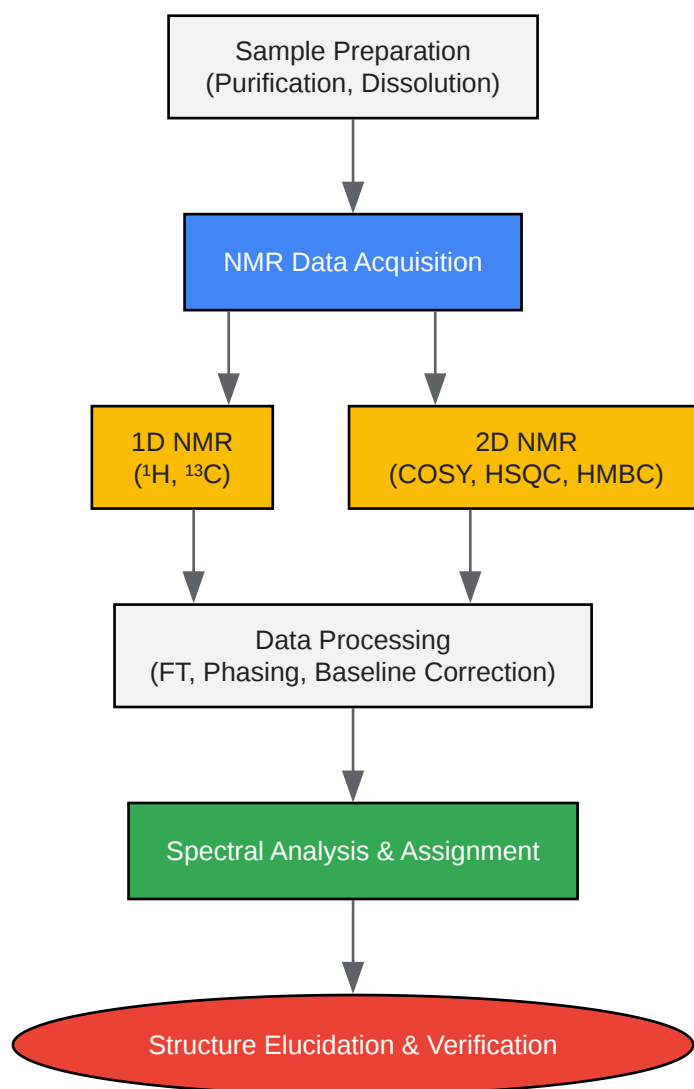 Sample Preparation
(Purification, Dissolution)
NMR Data Acquisition
1D NMR
(¹H, ¹³C)
2D NMR
(COSY, HSQC, HMBC)
Data Processing
(FT, Phasing, Baseline Correction)
Spectral Analysis & Assignment
Structure Elucidation & Verification